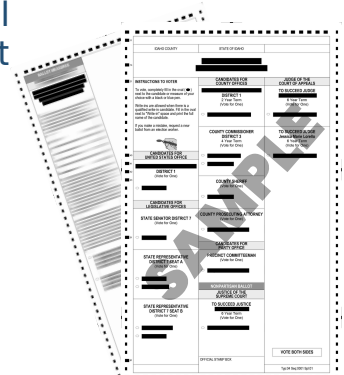 IDAHO COUNTY
STATE OF IDAHO
INSTRUCTIONS TO VOTER
To vote, completely fill in the oval
next to the candidate or measure of your
choice with a black or blue pen.
Write-ins are allowed when there is a
qualified write-in candidate. Fill in the oval
next to "Write-in" space and print the full
name of the candidate.
If you make a mistake, request a new
ballot from an election worker.
CANDIDATES FOR
UNITED STATES OFFICE
DISTRICT 1
(Vote for One)
CANDIDATES FOR
LEGISLATIVE OFFICES
STATE SENATOR DISTRICT 7
(Vote for One)
STATE REPRESENTATIVE
DISTRICT 7 SEAT A
(Vote for One)
STATE REPRESENTATIVE
DISTRICT 7 SEAT B
(Vote for One)
CANDIDATES FOR
COUNTY OFFICES
DISTRICT 1
2 Year Term
(Vote for One)
COUNTY COMMISSIONER
DISTRICT 3
4 Year Term
(Vote for One)
COUNTY SHERIFF
(Vote for One)
COUNTY PROSECUTING ATTORNEY
(Vote for One)
CANDIDATES FOR
PARTY OFFICE
PRECINCT COMMITTEEMAN
(Vote for One)
NONPARTISAN BALLOT
JUSTICE OF THE
SUPREME COURT
TO SUCCEED JUSTICE
6 Year Term
(Vote for One)
OFFICIAL STAMP BOX
JUDGE OF THE
COURT OF APPEALS
TO SUCCEED JUDGE
6 Year Term
(Vote for One)
TO SUCCEED JUDGE
6 Year Term
(Vote for One)
VOTE BOTH SIDES
SAMPLE